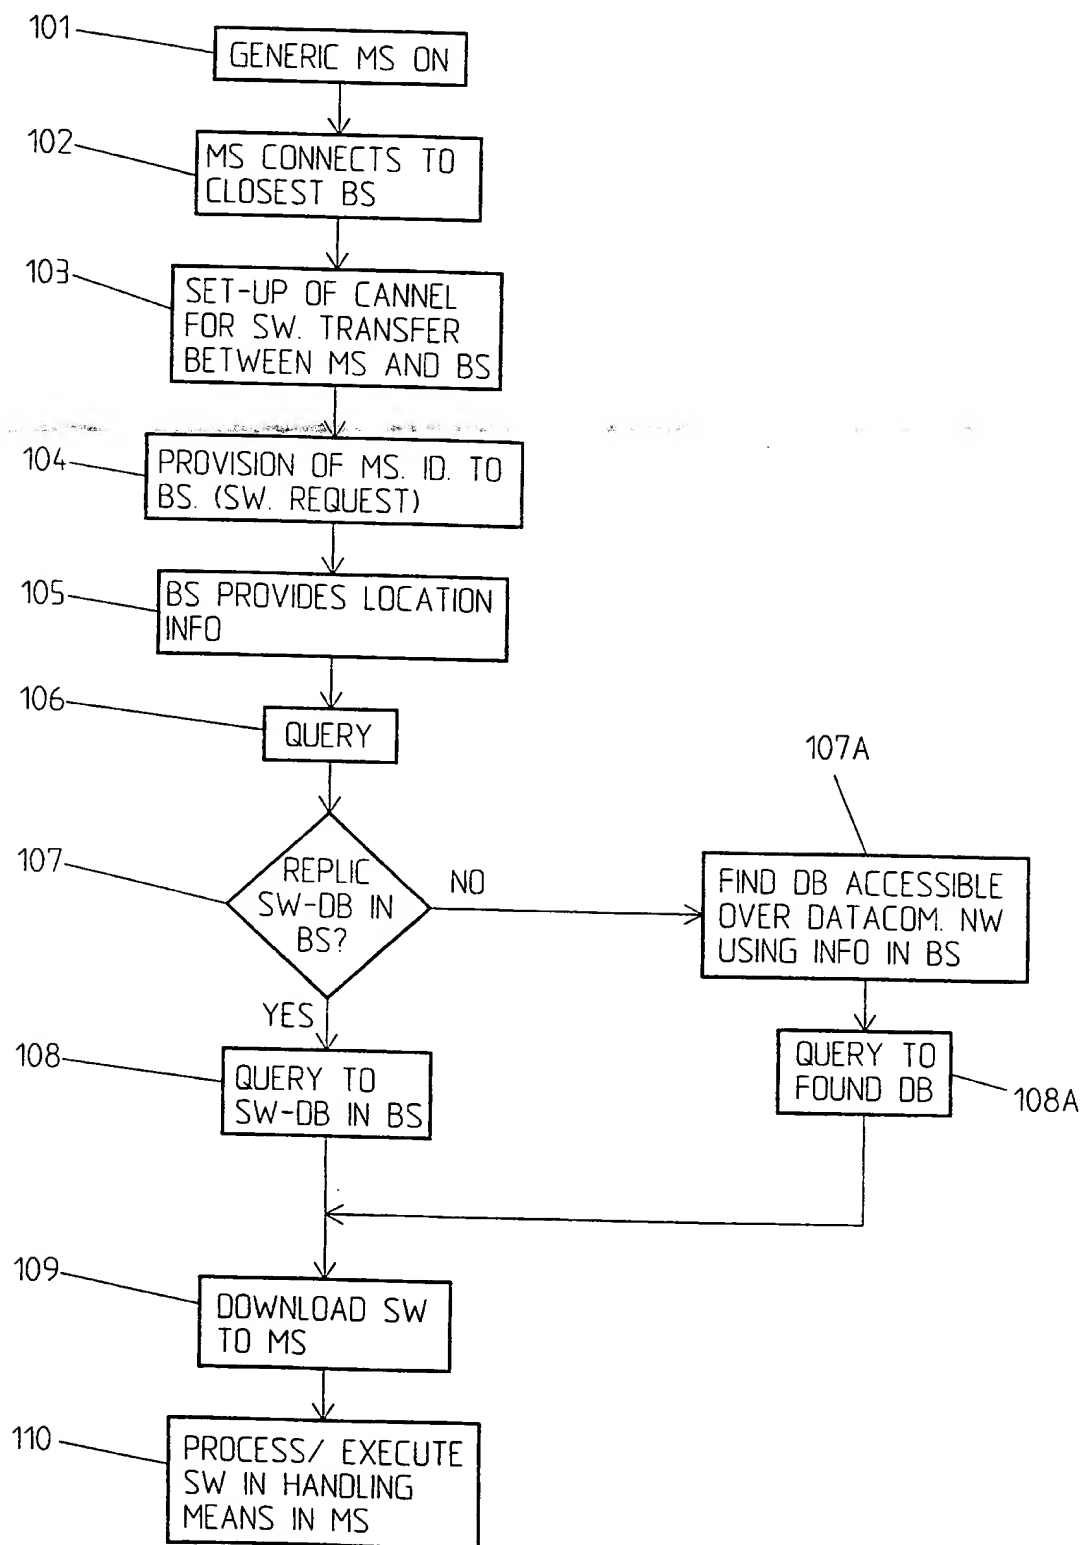 101
GENERIC MS ON
102
MS CONNECTS TO
CLOSEST BS
103
SET-UP OF CANNEL
FOR SW. TRANSFER
BETWEEN MS AND BS
104
PROVISION OF MS. ID. TO
BS. (SW. REQUEST)
105
BS PROVIDES LOCATION
INFO
106
QUERY
107
REPLIC
SW-DB IN
BS?
NO
YES
107A
FIND DB ACCESSIBLE
OVER DATACOM. NW
USING INFO IN BS
108
QUERY TO
SW-DB IN BS
QUERY TO
FOUND DB
108A
109
DOWNLOAD SW
TO MS
110
PROCESS/ EXECUTE
SW IN HANDLING
MEANS IN MS